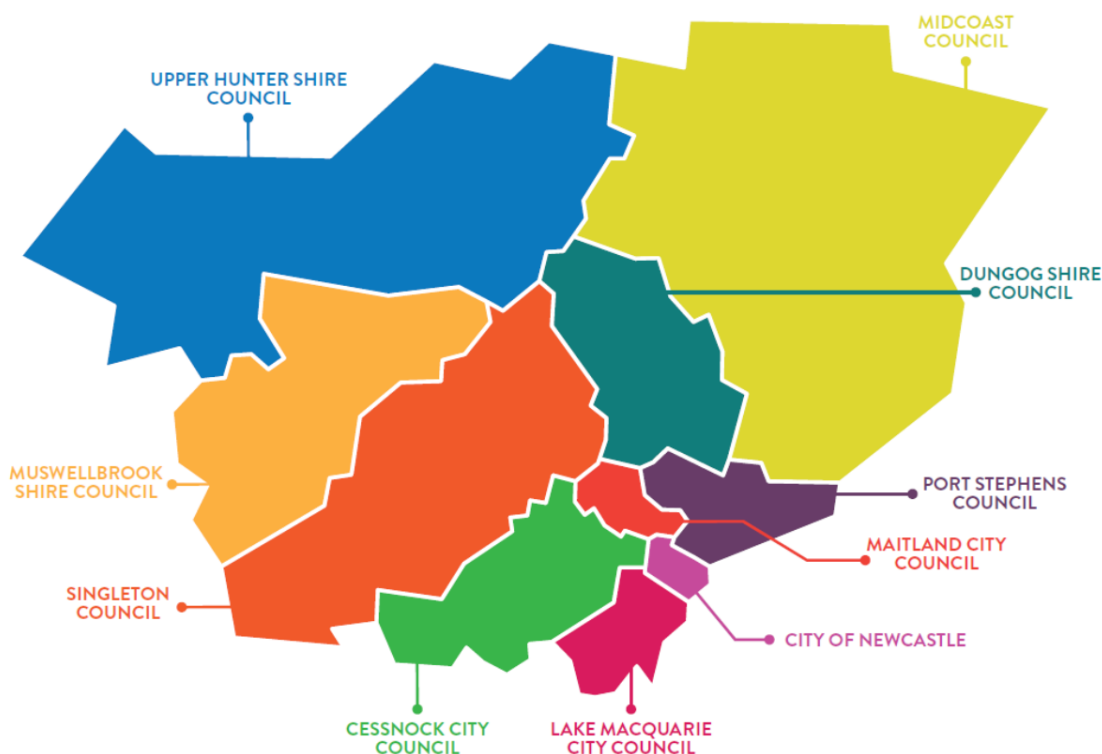 MIDCOAST
COUNCIL
UPPER HUNTER SHIRE
COUNCIL
DUNGOG SHIRE
COUNCIL
MUSWELLBROOK
SHIRE COUNCIL
PORT STEPHENS
COUNCIL
MAITLAND CITY
COUNCIL
SINGLETON
COUNCIL
CITY OF NEWCASTLE
CESSNOCK CITY
COUNCIL
LAKE MACQUARIE
CITY COUNCIL